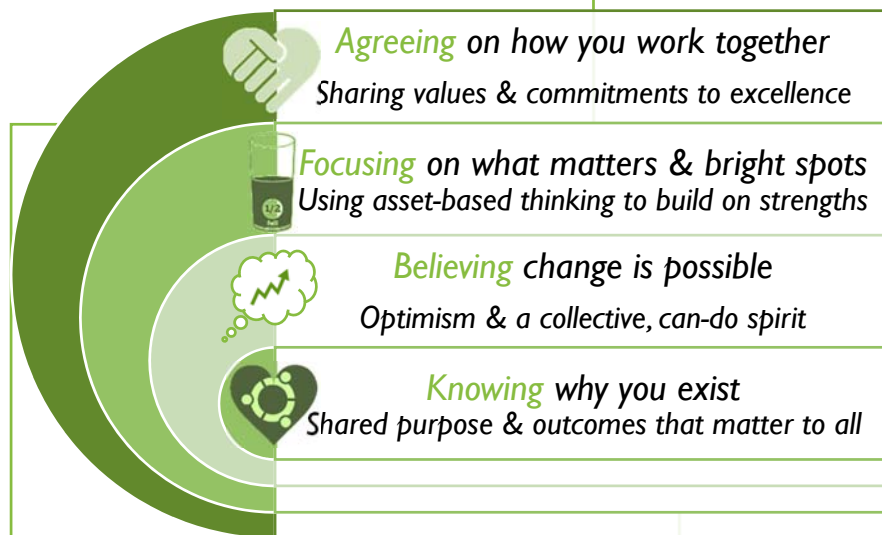 Agreeing on how you work together
Sharing values & commitments to excellence
Focusing on what matters & bright spots
1/2
Using asset-based thinking to build on strengths
Believing change is possible
Optimism & a collective, can-do spirit
Knowing why you exist
Shared purpose & outcomes that matter to all